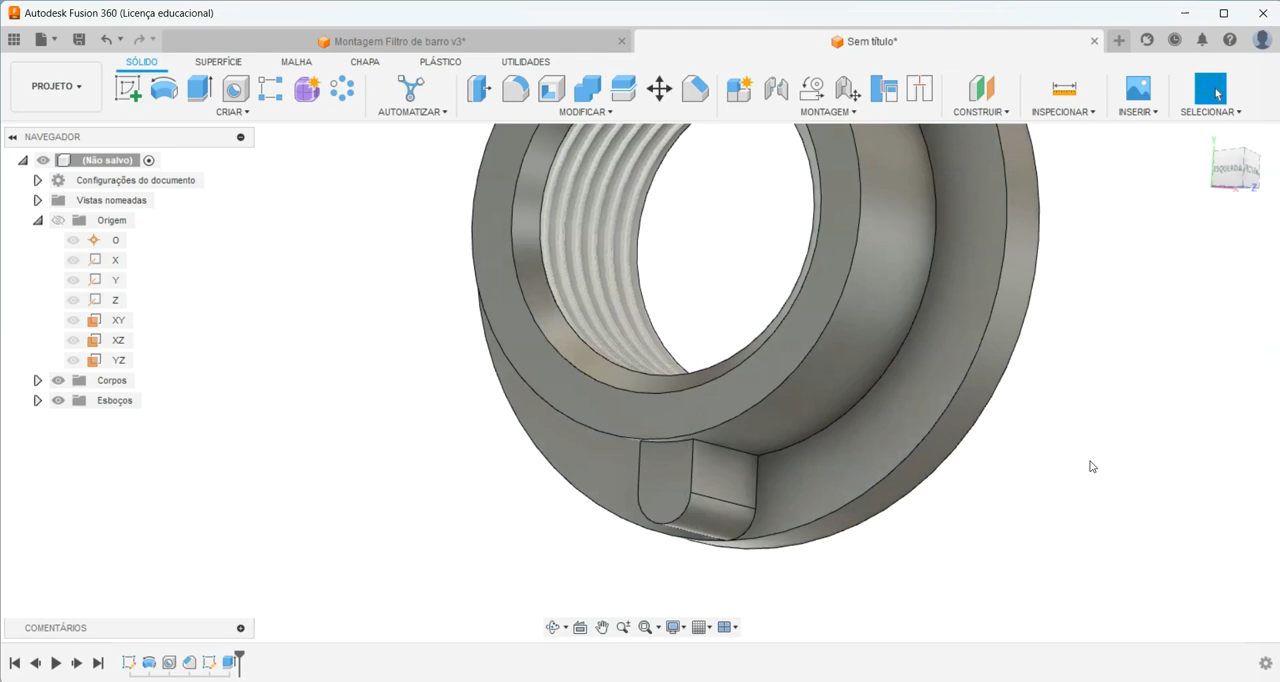 Autodesk Fusion 360 (Licença educacional)
Montagem Filtro de barro v3*
Sem título*
SÓLIDO SUPERFÍCIE MALHA CHAPA PLÁSTICO UTILIDADES
PROJETO
CRIAR AUTOMATIZAR MODIFICAR MONTAGEM CONSTRUIR INSPECIONAR INSERIR SELECIONAR
NAVEGADOR
(Não salvo)
Configurações do documento
Vistas nomeadas
Origem
O
X
Y
Z
XY
XZ
YZ
Corpos
Esboços
Y
ESQUERDA
Z
COMENTÁRIOS